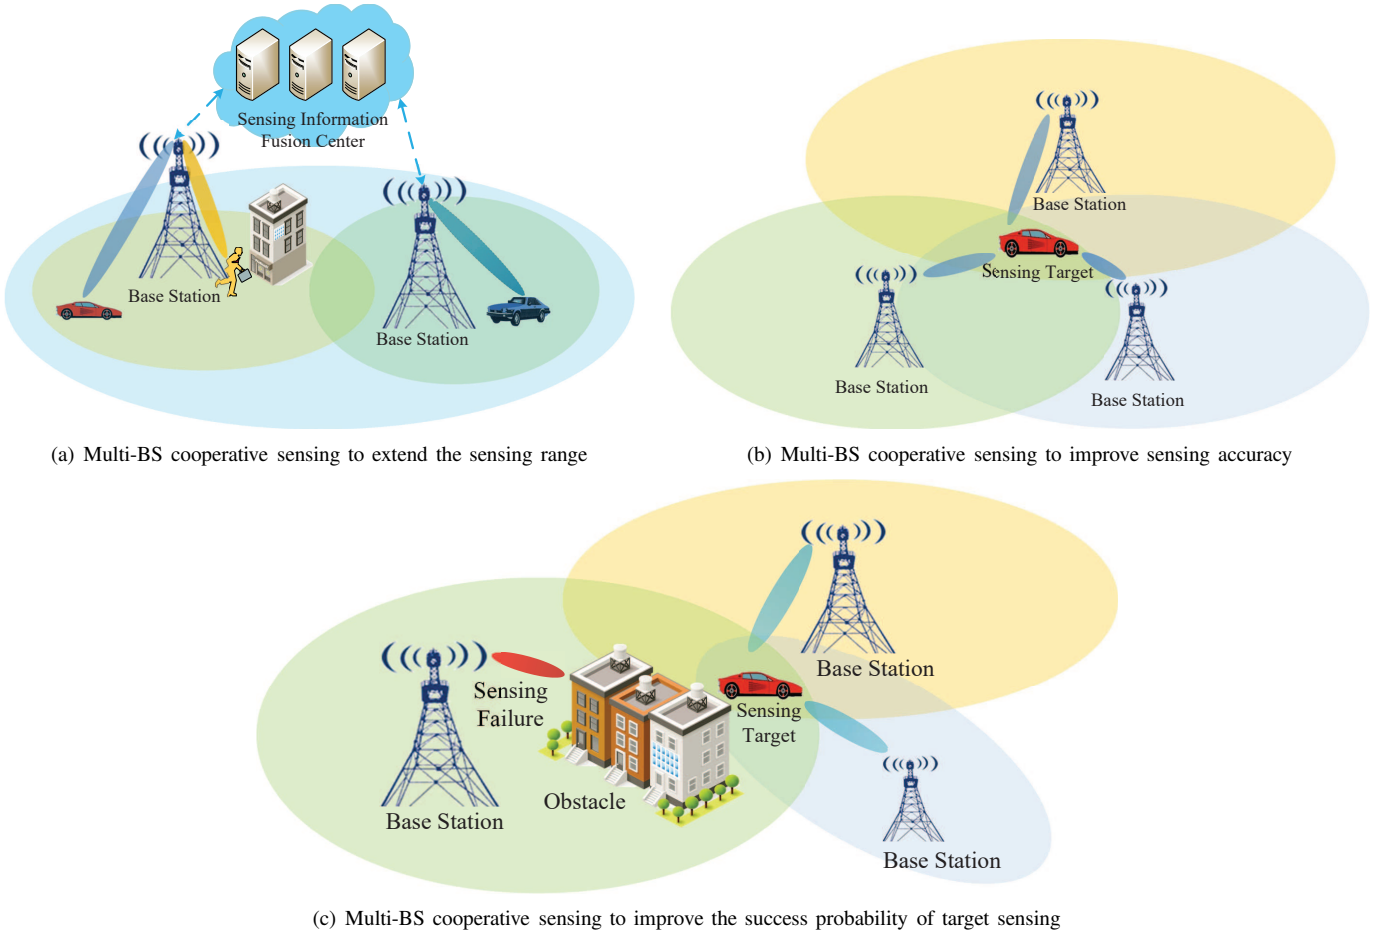 Sensing Information
Fusion Center
Base Station
Base Station
(a) Multi-BS cooperative sensing to extend the sensing range
Base Station
Sensing Target
Base Station
Base Station
(b) Multi-BS cooperative sensing to improve sensing accuracy
Base Station
Sensing
Failure
Sensing
Target
Obstacle
Base Station
Base Station
(c) Multi-BS cooperative sensing to improve the success probability of target sensing